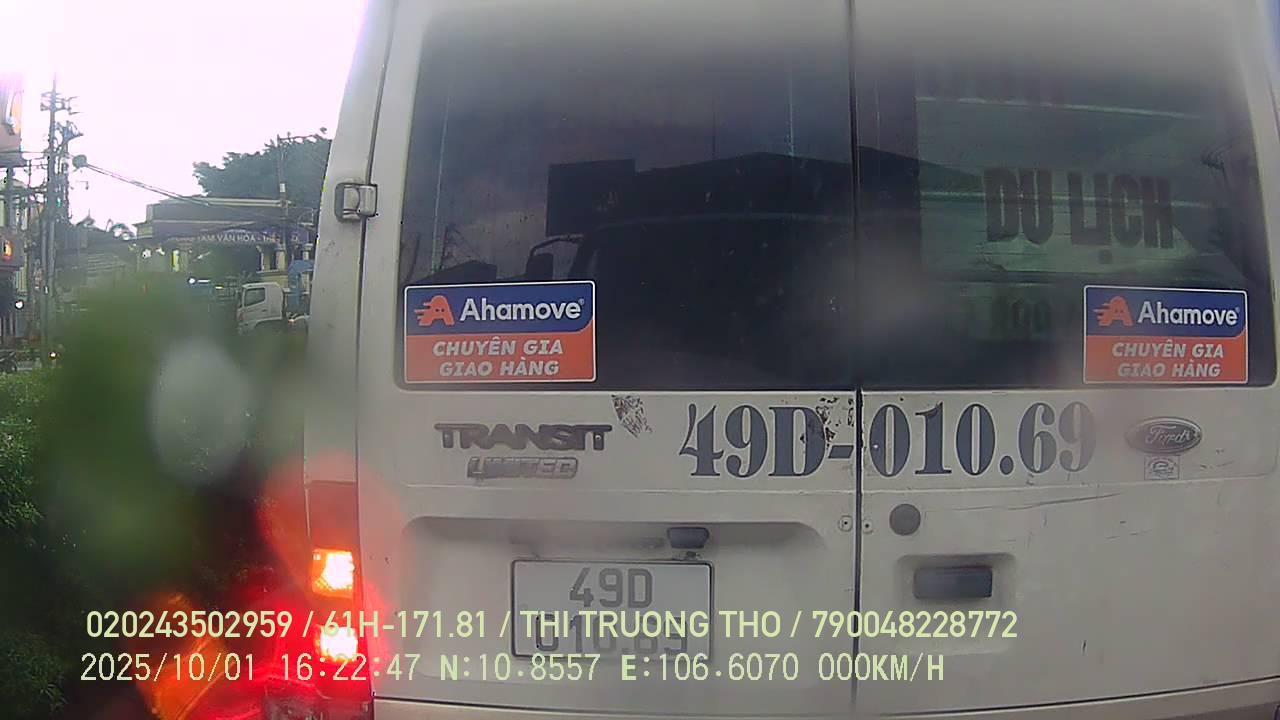 DU LỊCH
Ahamove
CHUYÊN GIA
GIAO HÀNG
Ahamove
CHUYÊN GIA
GIAO HÀNG
TRANSIT
LIMITED
49D-010.69
Ford
49D
010.69
020243502959 / 61H-171.81 / THI TRUONG THO / 790048228772
2025/10/01 16:22:47 N:10.8557 E:106.6070 000KM/H